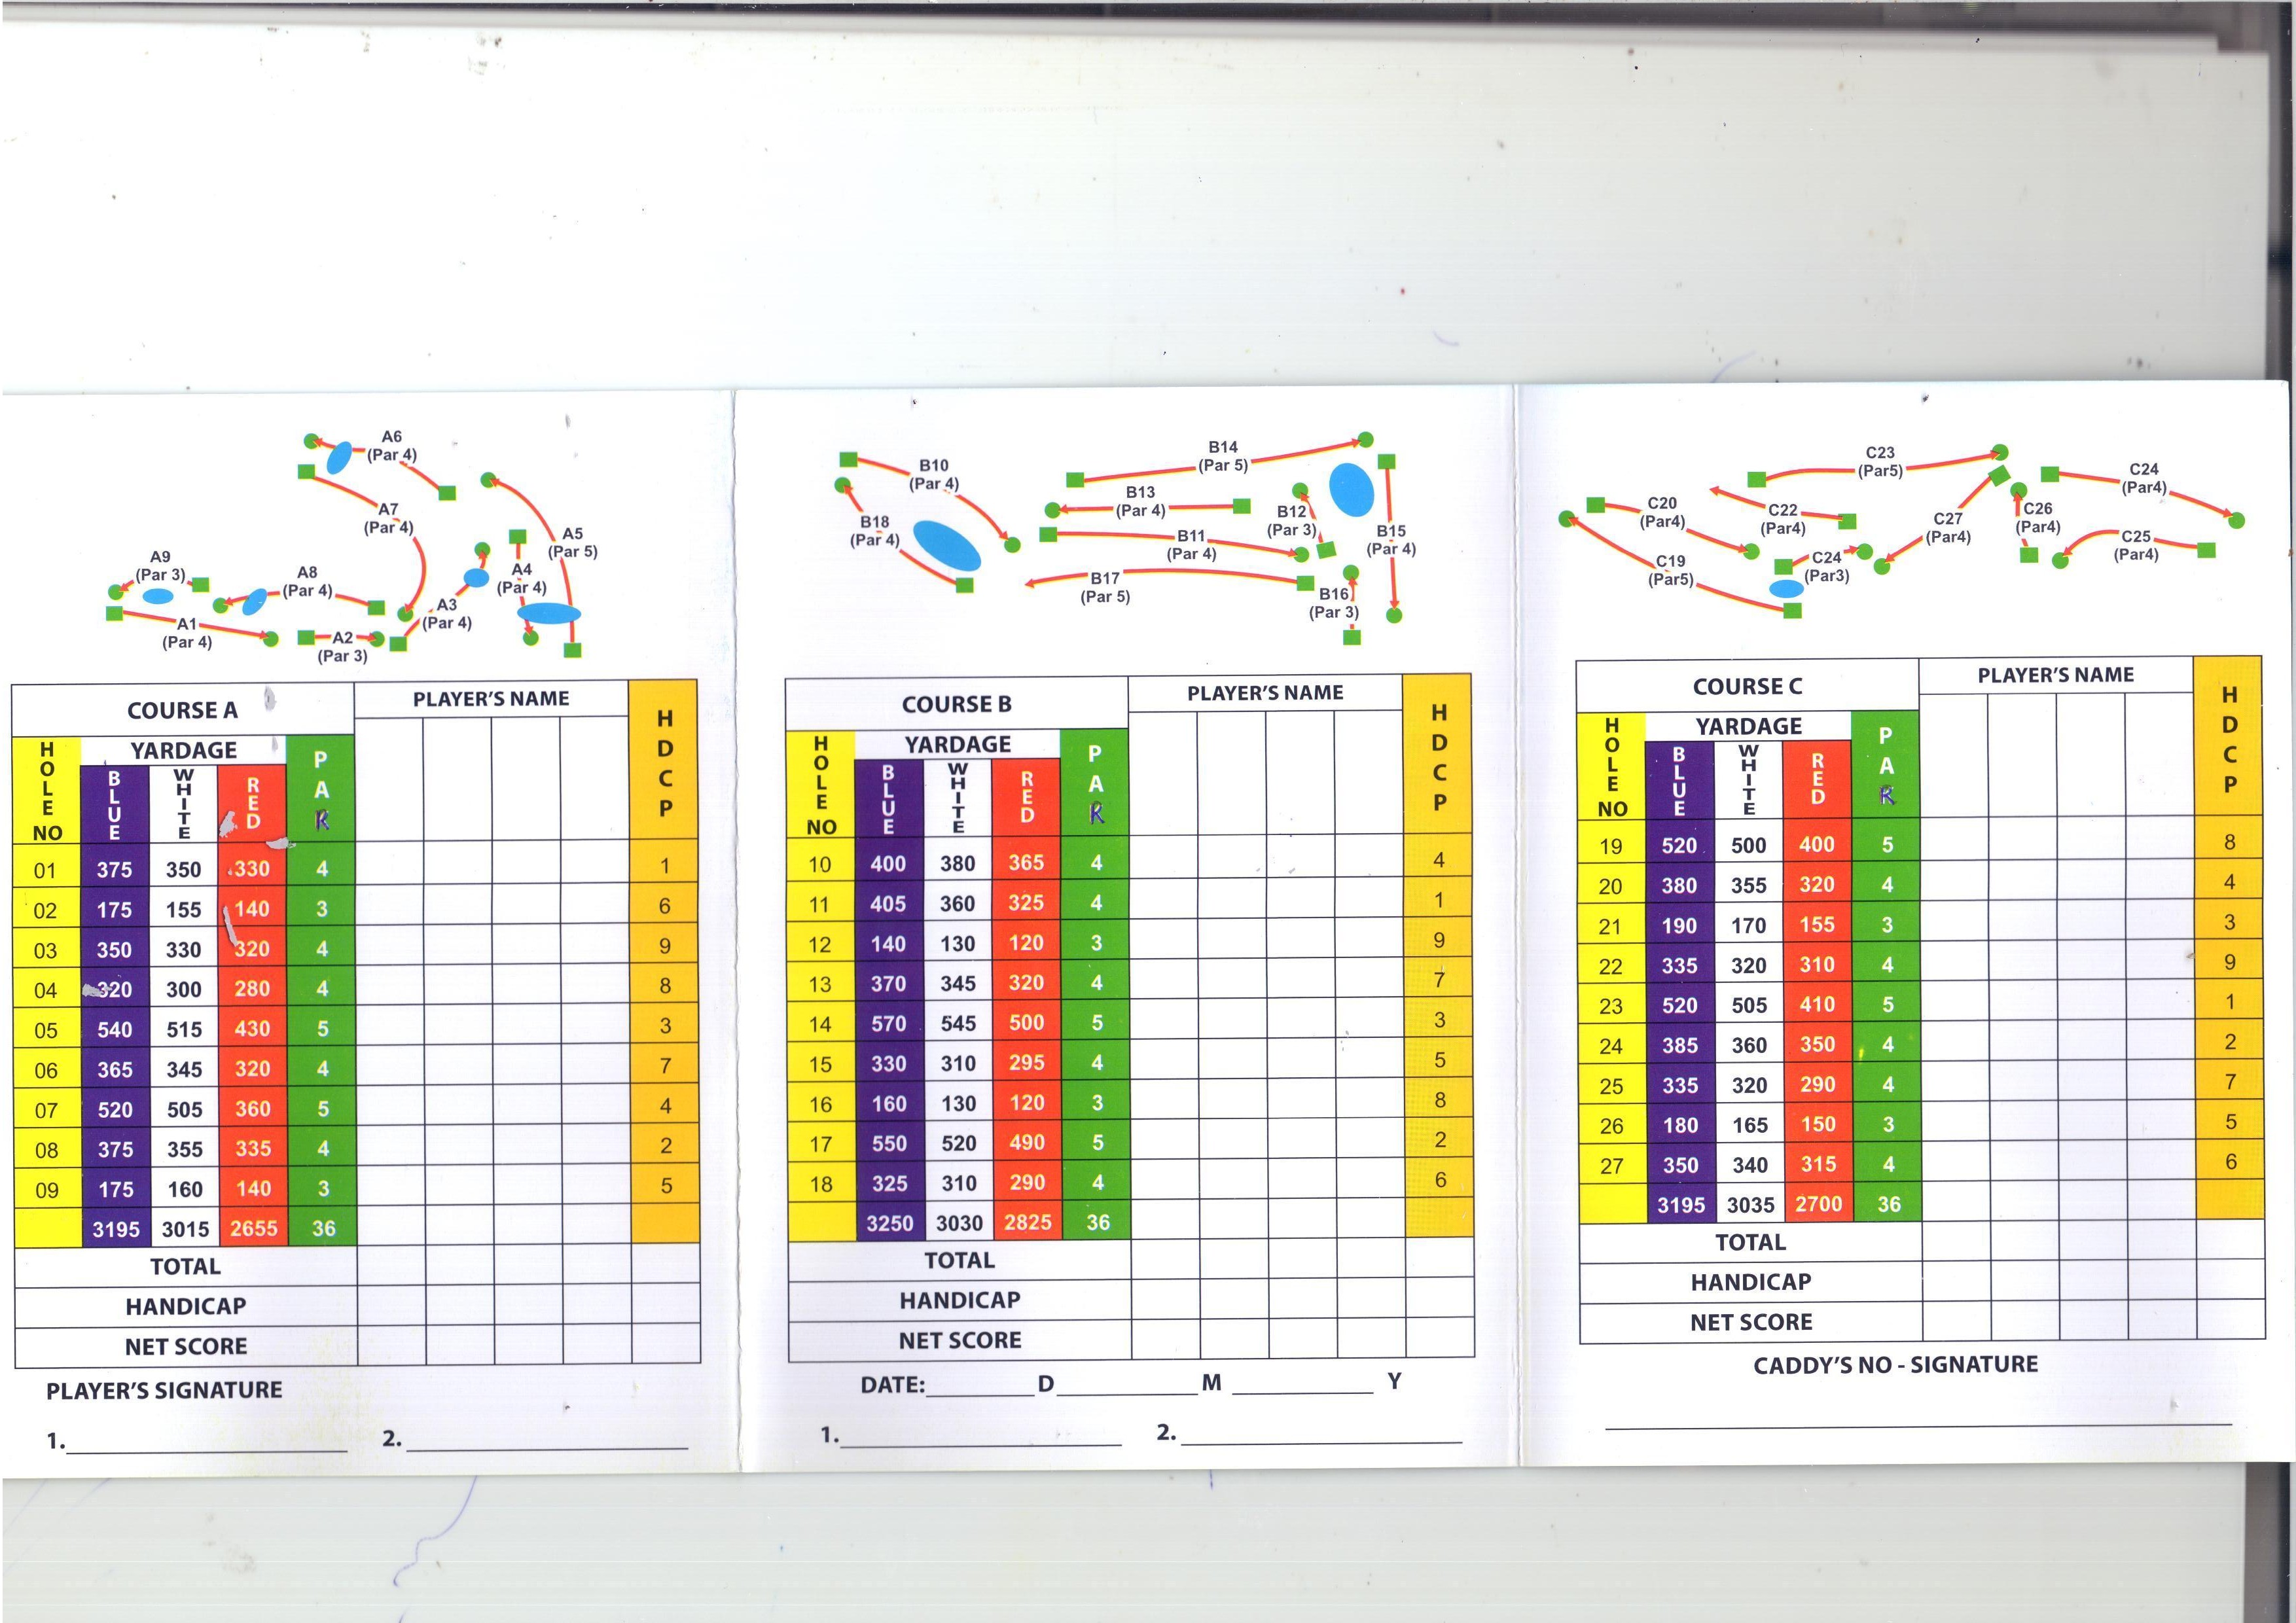 A6
(Par 4)
A7
(Par 4)
A5
(Par 5)
A9
(Par 3)
A8
(Par 4)
A4
(Par 4)
A3
(Par 4)
A1
(Par 4)
A2
(Par 3)
COURSE A PLAYER'S NAME HDCP
HOLE NO YARDAGE PAR
BLUE WHITE RED
01 375 350 330 4 1
02 175 155 140 3 6
03 350 330 320 4 9
04 320 300 280 4 8
05 540 515 430 5 3
06 365 345 320 4 7
07 520 505 360 5 4
08 375 355 335 4 2
09 175 160 140 3 5
3195 3015 2655 36
TOTAL
HANDICAP
NET SCORE
PLAYER'S SIGNATURE
1. 2.
B14
(Par 5)
B10
(Par 4)
B13
(Par 4)
B12
(Par 3)
B18
(Par 4)
B11
(Par 4)
B15
(Par 4)
B17
(Par 5)
B16
(Par 3)
COURSE B PLAYER'S NAME HDCP
HOLE NO YARDAGE PAR
BLUE WHITE RED
10 400 380 365 4 4
11 405 360 325 4 1
12 140 130 120 3 9
13 370 345 320 4 7
14 570 545 500 5 3
15 330 310 295 4 5
16 160 130 120 3 8
17 550 520 490 5 2
18 325 310 290 4 6
3250 3030 2825 36
TOTAL
HANDICAP
NET SCORE
DATE: D M Y
1. 2.
C23
(Par5)
C24
(Par4)
C20
(Par4)
C22
(Par4)
C27
(Par4)
C26
(Par4)
C25
(Par4)
C19
(Par5)
C24
(Par3)
COURSE C PLAYER'S NAME HDCP
HOLE NO YARDAGE PAR
BLUE WHITE RED
19 520 500 400 5 8
20 380 355 320 4 4
21 190 170 155 3 3
22 335 320 310 4 9
23 520 505 410 5 1
24 385 360 350 4 2
25 335 320 290 4 7
26 180 165 150 3 5
27 350 340 315 4 6
3195 3035 2700 36
TOTAL
HANDICAP
NET SCORE
CADDY'S NO - SIGNATURE